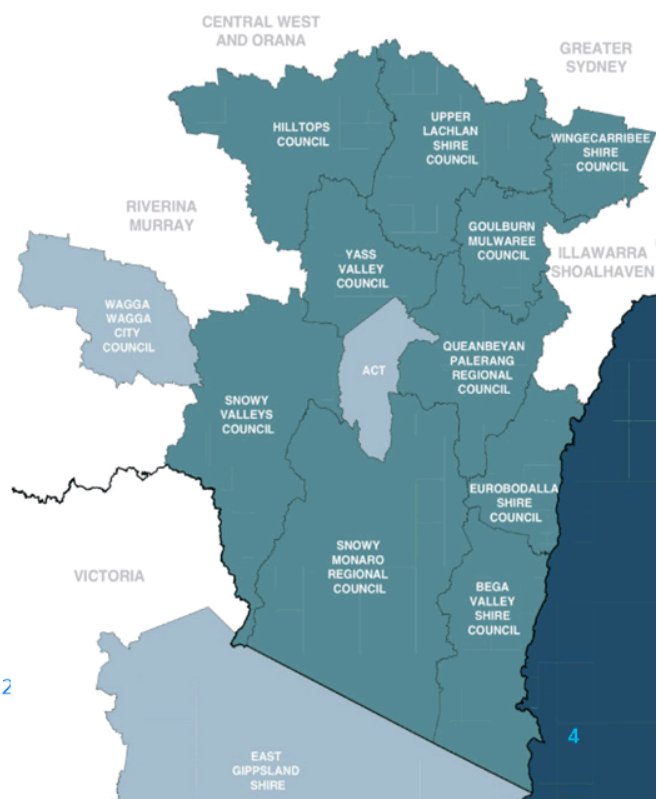 CENTRAL WEST
AND ORANA
GREATER
SYDNEY
HILLTOPS
COUNCIL
UPPER
LACHLAN
SHIRE
COUNCIL
WINGECARRIBEE
SHIRE
COUNCIL
RIVERINA
MURRAY
GOULBURN
MULWAREE
COUNCIL
YASS
VALLEY
COUNCIL
ILLAWARRA
SHOALHAVEN
WAGGA
WAGGA
CITY
COUNCIL
ACT
QUEANBEYAN
PALERANG
REGIONAL
COUNCIL
SNOWY
VALLEYS
COUNCIL
EUROBODALLA
SHIRE
COUNCIL
SNOWY
MONARO
REGIONAL
COUNCIL
VICTORIA
BEGA
VALLEY
SHIRE
COUNCIL
2
4
EAST
GIPPSLAND
SHIRE